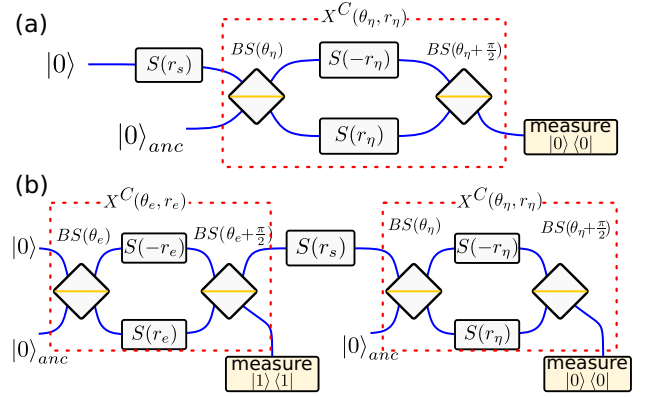 (a)
X^C(θ_η, r_η)
|0⟩
S(r_s)
BS(θ_η)
S(−r_η)
BS(θ_η+π/2)
|0⟩_anc
S(r_η)
measure
|0⟩⟨0|
(b)
X^C(θ_e, r_e)
X^C(θ_η, r_η)
|0⟩
BS(θ_e)
S(−r_e)
BS(θ_e+π/2)
S(r_s)
BS(θ_η)
S(−r_η)
BS(θ_η+π/2)
|0⟩_anc
S(r_e)
|0⟩_anc
S(r_η)
measure
|1⟩⟨1|
measure
|0⟩⟨0|